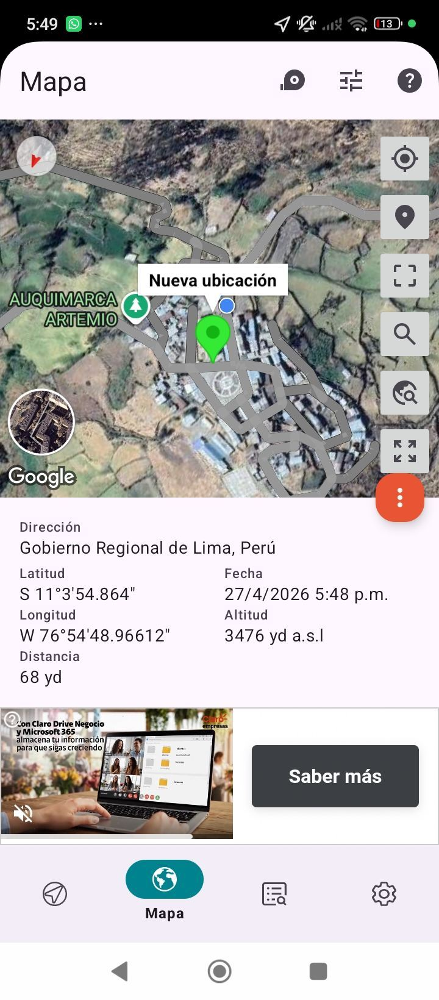 5:49
13
Mapa
Nueva ubicación
AUQUIMARCA
ARTEMIO
Google
Dirección
Gobierno Regional de Lima, Perú
Latitud
S 11°3'54.864"
Fecha
27/4/2026 5:48 p.m.
Longitud
W 76°54'48.96612"
Altitud
3476 yd a.s.l
Distancia
68 yd
Con Claro Drive Negocio
y Microsoft 365
almacena tu información
para que sigas creciendo
Claro-
empresas
Saber más
Mapa